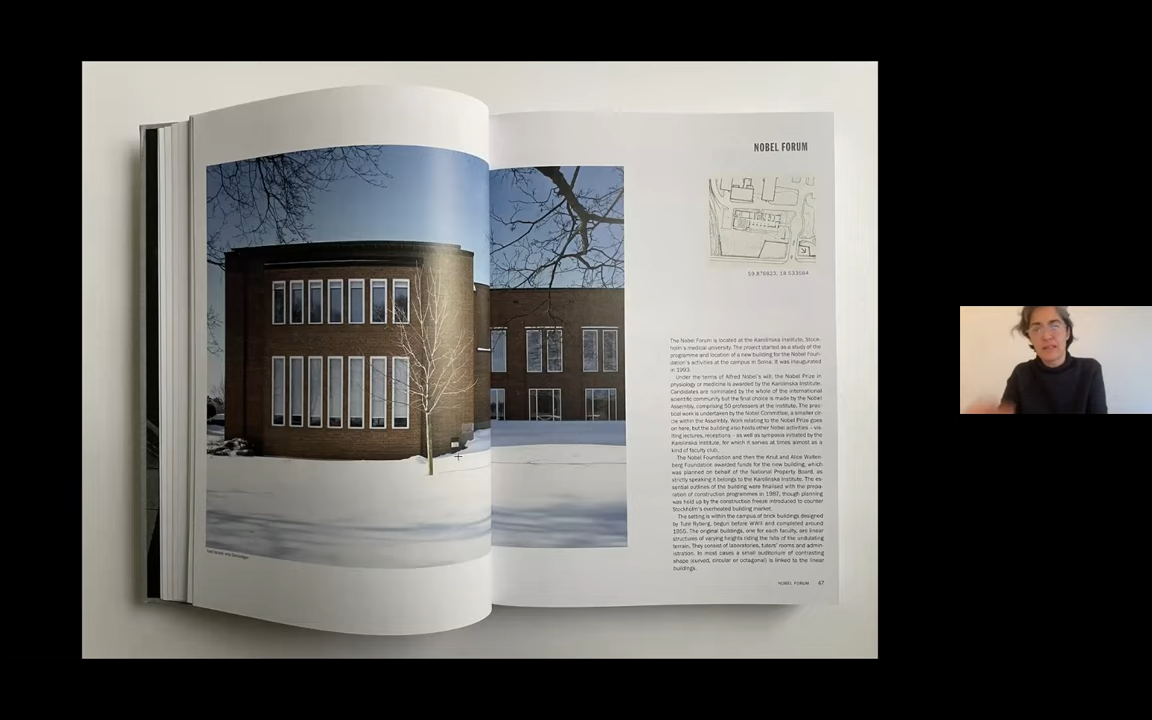 NOBEL FORUM
59.870823, 18.533564
The Nobel Forum is located at the Karolinska Institute, Stock-
holm's medical university. The project started as a study of the
programme and location of a new building for the Nobel Foun-
dation's activities at the campus in Solna. It was inaugurated
in 1993.
Under the terms of Alfred Nobel's will, the Nobel Prize in
physiology or medicine is awarded by the Karolinska Institute.
Candidates are nominated by the whole of the international
scientific community but the final choice is made by the Nobel
Assembly, comprising 50 professors at the institute. The prac-
tical work is undertaken by the Nobel Committee, a smaller cir-
cle within the Assembly. Work relating to the Nobel Prize goes
on here, but the building also hosts other Nobel activities – vis-
iting lectures, receptions – as well as symposia initiated by the
Karolinska Institute, for which it serves at times almost as a
kind of faculty club.
The Nobel Foundation and then the Knut and Alice Wallen-
berg Foundation awarded funds for the new building, which
was planned on behalf of the National Property Board, as
strictly speaking it belongs to the Karolinska Institute. The es-
sential outlines of the building were finalised with the prepa-
ration of construction programmes in 1987, though planning
was held up by the construction freeze introduced to counter
Stockholm's overheated building market.
The setting is within the campus of brick buildings designed
by Ture Ryberg, begun before WWII and completed around
1955. The original buildings, one for each faculty, are linear
structures of varying heights riding the hills of the undulating
terrain. They consist of laboratories, tutors' rooms and admin-
istration. In most cases a small auditorium of contrasting
shape (curved, circular or octagonal) is linked to the linear
buildings.
NOBEL FORUM 67